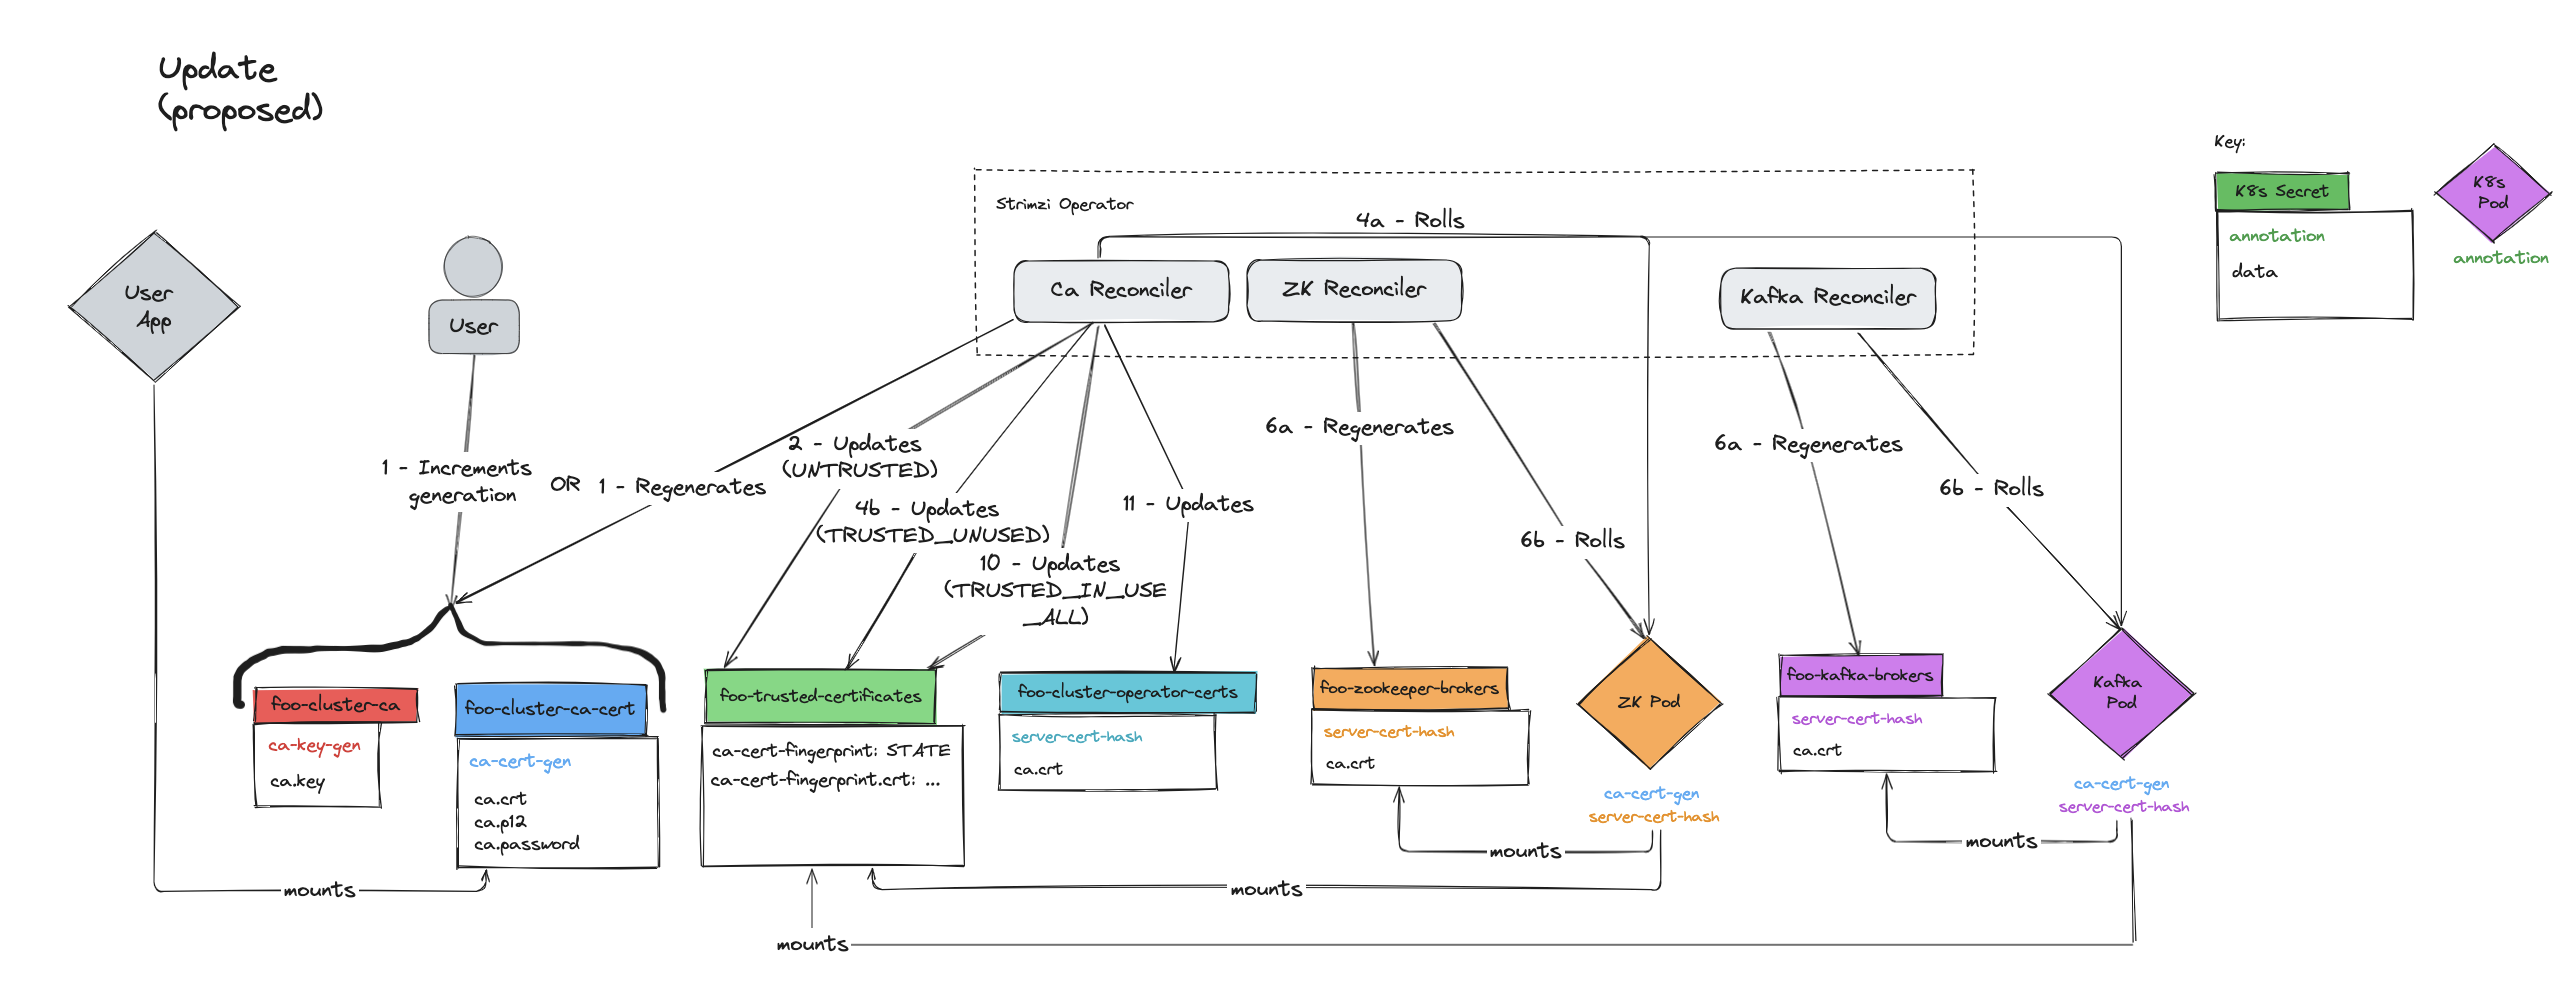 Update
(proposed)
Key:
K8s Secret
annotation
data
K8s
Pod
annotation
Strimzi Operator
4a - Rolls
User
App
User
Ca Reconciler
ZK Reconciler
Kafka Reconciler
1 - Increments
generation
OR
1 - Regenerates
2 - Updates
(UNTRUSTED)
4b - Updates
(TRUSTED_UNUSED)
10 - Updates
(TRUSTED_IN_USE
_ALL)
11 - Updates
6a - Regenerates
6b - Rolls
6a - Regenerates
6b - Rolls
foo-cluster-ca
ca-key-gen
ca.key
foo-cluster-ca-cert
ca-cert-gen
ca.crt
ca.p12
ca.password
foo-trusted-certificates
ca-cert-fingerprint: STATE
ca-cert-fingerprint.crt: ...
foo-cluster-operator-certs
server-cert-hash
ca.crt
foo-zookeeper-brokers
server-cert-hash
ca.crt
ZK Pod
ca-cert-gen
server-cert-hash
foo-kafka-brokers
server-cert-hash
ca.crt
Kafka
Pod
ca-cert-gen
server-cert-hash
mounts
mounts
mounts
mounts
mounts